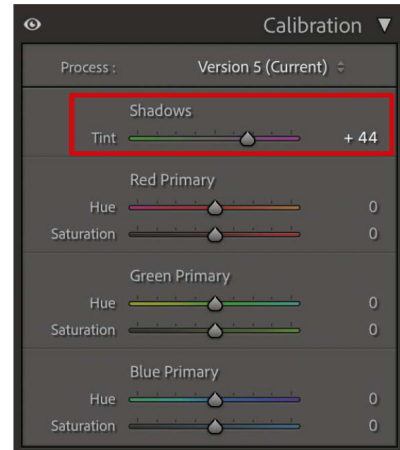 Calibration
Process : Version 5 (Current)
Shadows
Tint + 44
Red Primary
Hue 0
Saturation 0
Green Primary
Hue 0
Saturation 0
Blue Primary
Hue 0
Saturation 0